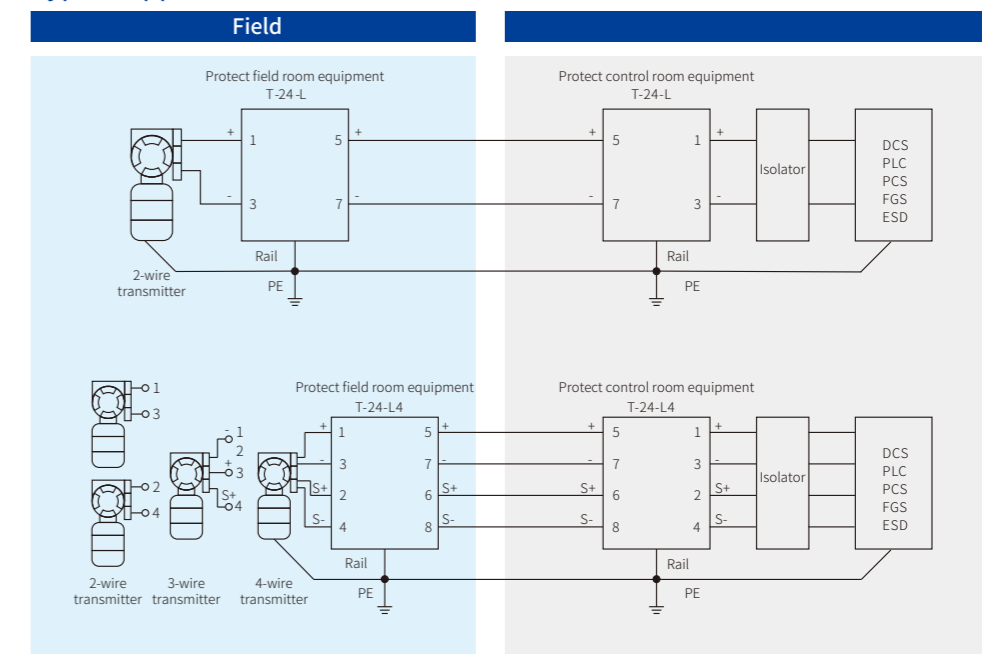 Field
Protect field room equipment
T-24-L
+ 1 5 +
- 3 7 -
Rail
PE
2-wire
transmitter
Protect control room equipment
T-24-L
+ 5 1 +
- 7 3 -
Rail
PE
Isolator
DCS
PLC
PCS
FGS
ESD
1
3
2
4
2-wire
transmitter
- 1
2
+ 3
S+ 4
3-wire
transmitter
4-wire
transmitter
Protect field room equipment
T-24-L4
+ 1 5 +
- 3 7 -
S+ 2 6 S+
S- 4 8 S-
Rail
PE
Protect control room equipment
T-24-L4
+ 5 1 +
- 7 3 -
S+ 6 2 S+
S- 8 4 S-
Rail
PE
Isolator
DCS
PLC
PCS
FGS
ESD